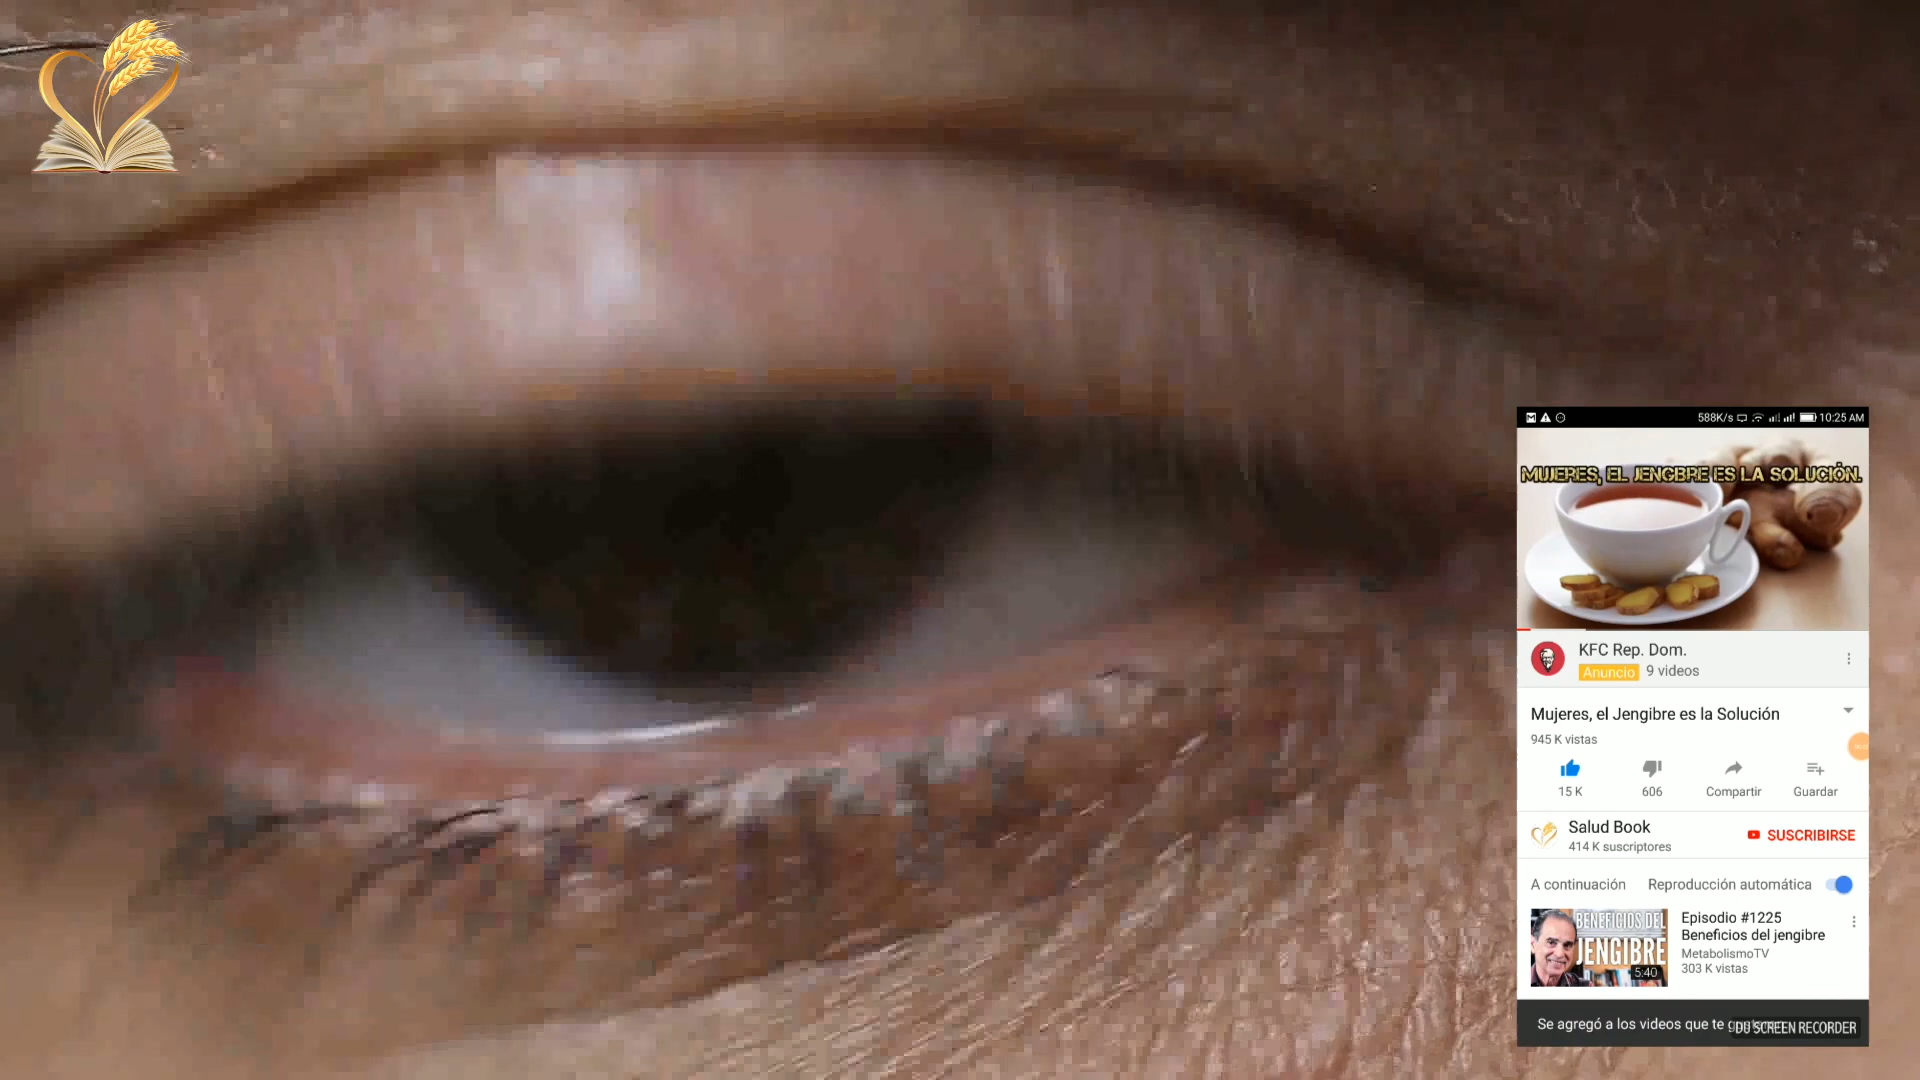 588K/s 10:25 AM
MUJERES, EL JENGBRE ES LA SOLUCIÓN.
KFC Rep. Dom.
Anuncio 9 videos
Mujeres, el Jengibre es la Solución
945 K vistas
15 K 606 Compartir Guardar
Salud Book
414 K suscriptores
SUSCRIBIRSE
A continuación Reproducción automática
BENEFICIOS DEL
JENGIBRE
5:40
Episodio #1225
Beneficios del jengibre
MetabolismoTV
303 K vistas
Se agregó a los videos que te
DU SCREEN RECORDER